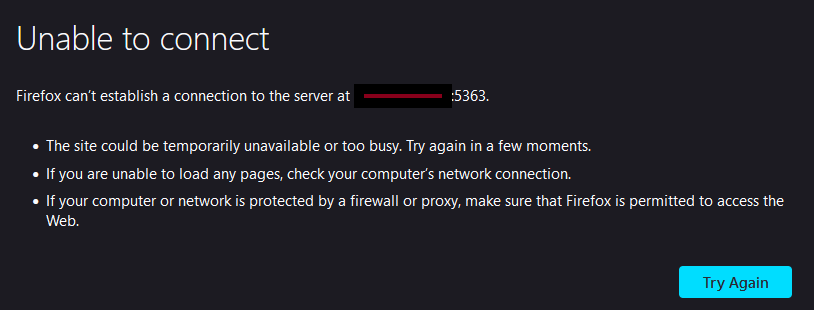 Unable to connect
Firefox can't establish a connection to the server at :5363.
The site could be temporarily unavailable or too busy. Try again in a few moments.
If you are unable to load any pages, check your computer's network connection.
If your computer or network is protected by a firewall or proxy, make sure that Firefox is permitted to access the
Web.
Try Again